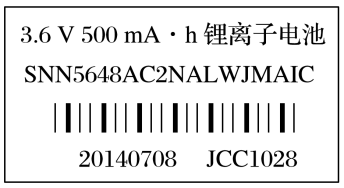 3.6 V 500 mA·h 锂离子电池
SNN5648AC2NALWJMAIC
20140708 JCC1028